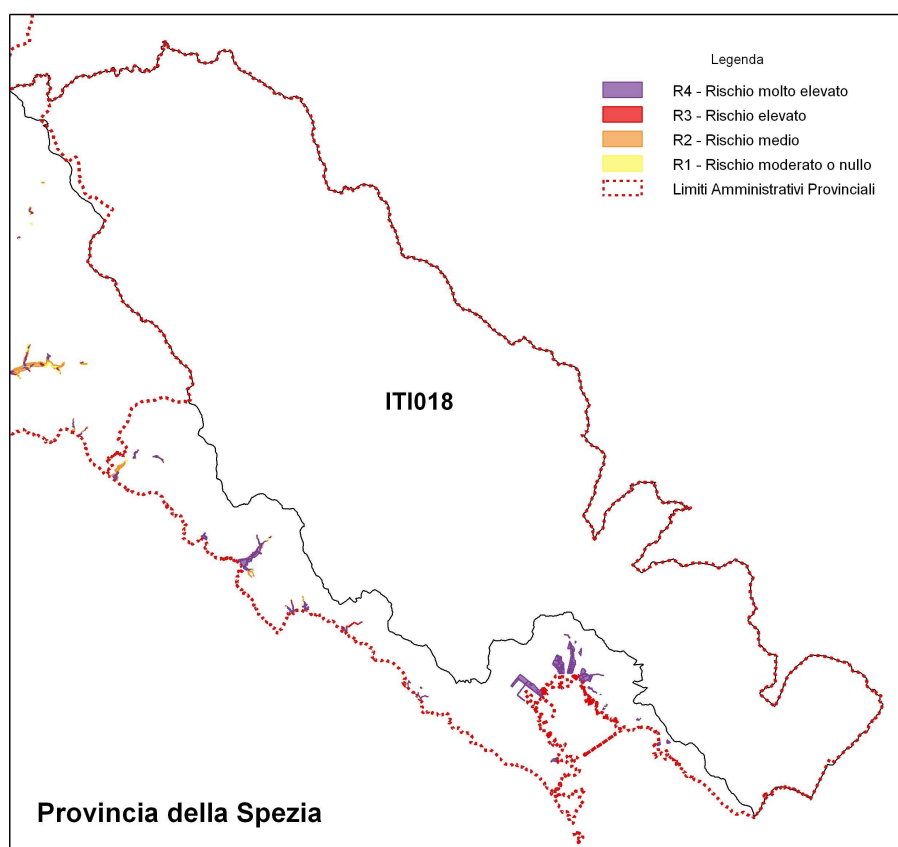 Legenda
R4 - Rischio molto elevato
R3 - Rischio elevato
R2 - Rischio medio
R1 - Rischio moderato o nullo
Limiti Amministrativi Provinciali
ITI018
Provincia della Spezia